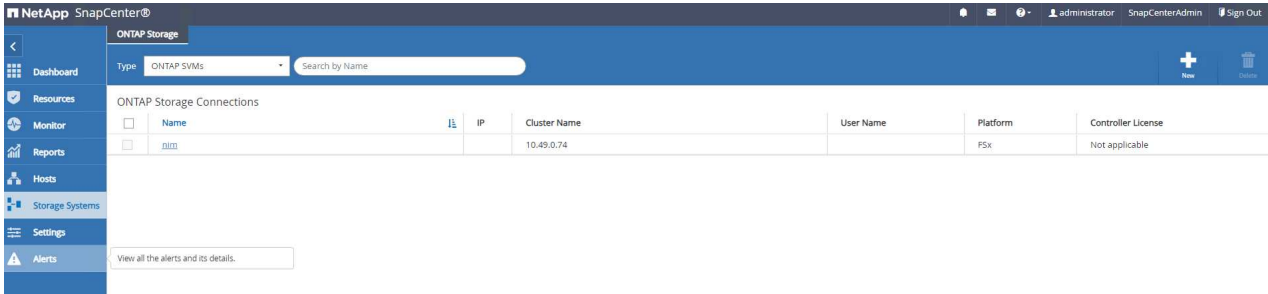 NetApp SnapCenter®
administrator SnapCenterAdmin Sign Out
ONTAP Storage
Type ONTAP SVMs Search by Name
New
Delete
Dashboard
Resources
Monitor
Reports
Hosts
Storage Systems
Settings
Alerts
ONTAP Storage Connections
Name IP Cluster Name User Name Platform Controller License
nim 10.49.0.74 FSx Not applicable
View all the alerts and its details.